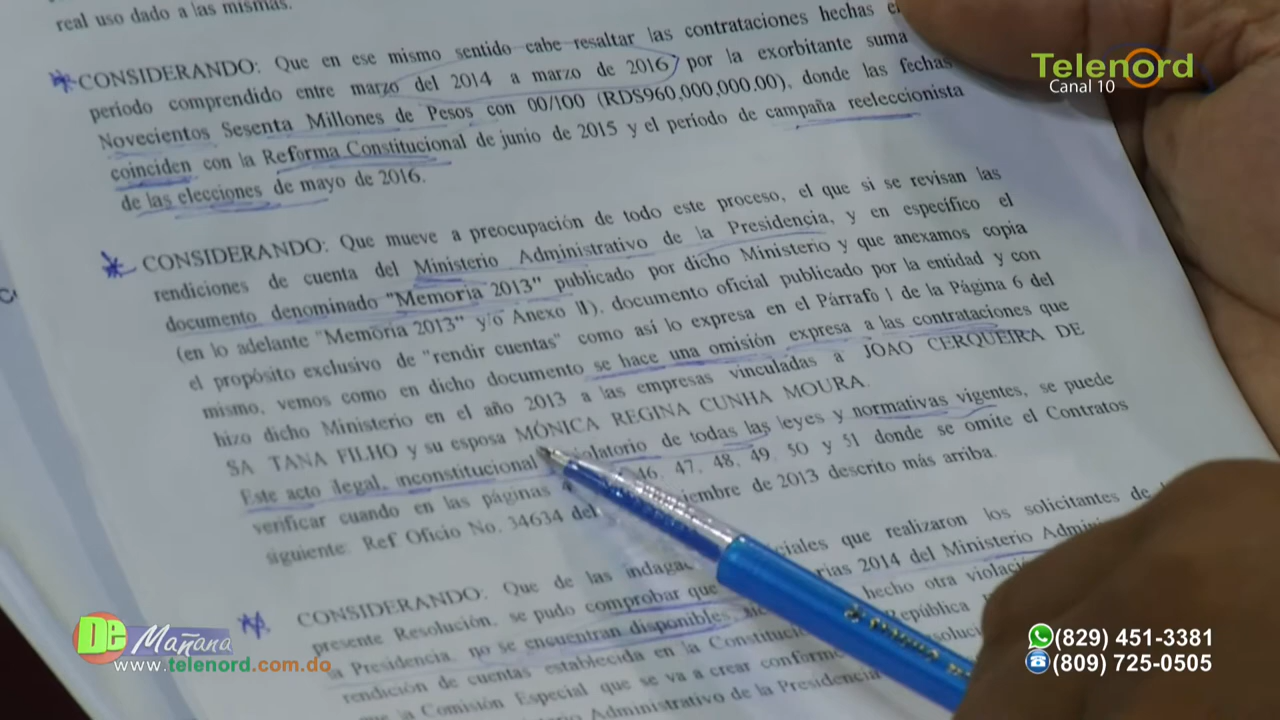 real uso dado a las mismas.
CONSIDERANDO: Que en ese mismo sentido cabe resaltar las contrataciones hechas
período comprendido entre marzo del 2014 a marzo de 2016 por la exorbitante suma
Novecientos Sesenta Millones de Pesos con 00/100 (RDS960,000,000.00), donde las fechas
coinciden con la Reforma Constitucional de junio de 2015 y el período de campaña reeleccionista
de las elecciones de mayo de 2016.
CONSIDERANDO: Que mueve a preocupación de todo este proceso, el que si se revisan las
rendiciones de cuenta del Ministerio Administrativo de la Presidencia, y en específico el
documento denominado "Memoria 2013" publicado por dicho Ministerio y que anexamos copia
(en lo adelante "Memoria 2013" y/o Anexo II), documento oficial publicado por la entidad y con
el propósito exclusivo de "rendir cuentas" como así lo expresa en el Párrafo 1 de la Página 6 del
mismo, vemos como en dicho documento se hace una omisión expresa a las contrataciones que
hizo dicho Ministerio en el año 2013 a las empresas vinculadas a JOAO CERQUEIRA DE
SA TANA FILHO y su esposa MÓNICA REGINA CUNHA MOURA.
Este acto ilegal, inconstitucional violatorio de todas las leyes y normativas vigentes, se puede
verificar cuando en las páginas 46, 47, 48, 49, 50 y 51 donde se omite el Contratos
siguiente: Ref. Oficio No. 34634 del iembre de 2013 descrito más arriba.
CONSIDERANDO: Que de las indaga ciales que realizaron los solicitantes de
presente Resolución, se pudo comprobar que rias 2014 del Ministerio Admini
Presidencia, no se encuentran disponibles, hecho otra violació
rendición de cuentas establecida en la Constitució República
que la Comisión Especial que se va a crear conforme soluci
Administrativo de la Presidencia
Telenord
Canal 10
De Mañana
www.telenord.com.do
(829) 451-3381
(809) 725-0505